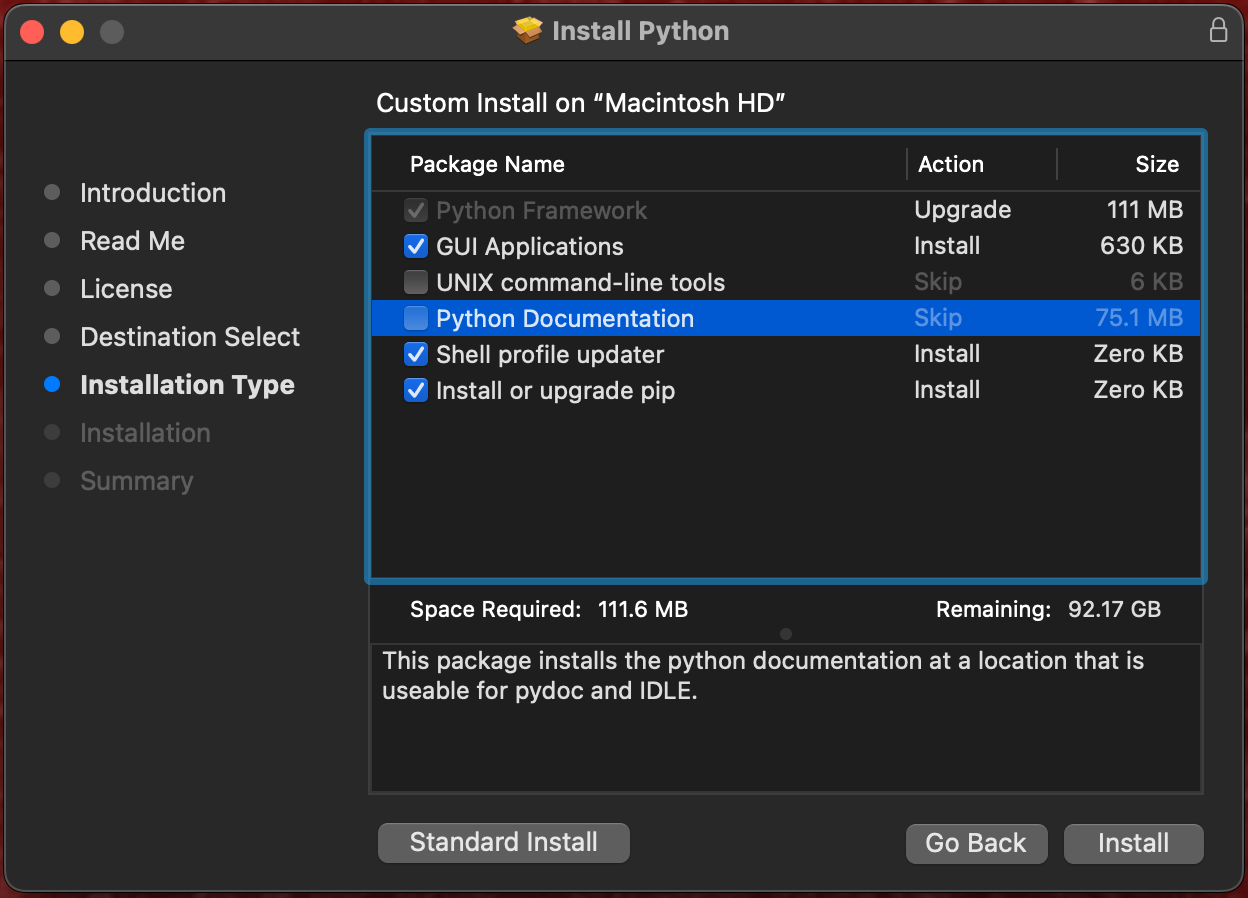 Install Python
Custom Install on “Macintosh HD”
Introduction
Read Me
License
Destination Select
Installation Type
Installation
Summary
Package Name Action Size
Python Framework Upgrade 111 MB
GUI Applications Install 630 KB
UNIX command-line tools Skip 6 KB
Python Documentation Skip 75.1 MB
Shell profile updater Install Zero KB
Install or upgrade pip Install Zero KB
Space Required: 111.6 MB Remaining: 92.17 GB
This package installs the python documentation at a location that is
useable for pydoc and IDLE.
Standard Install Go Back Install